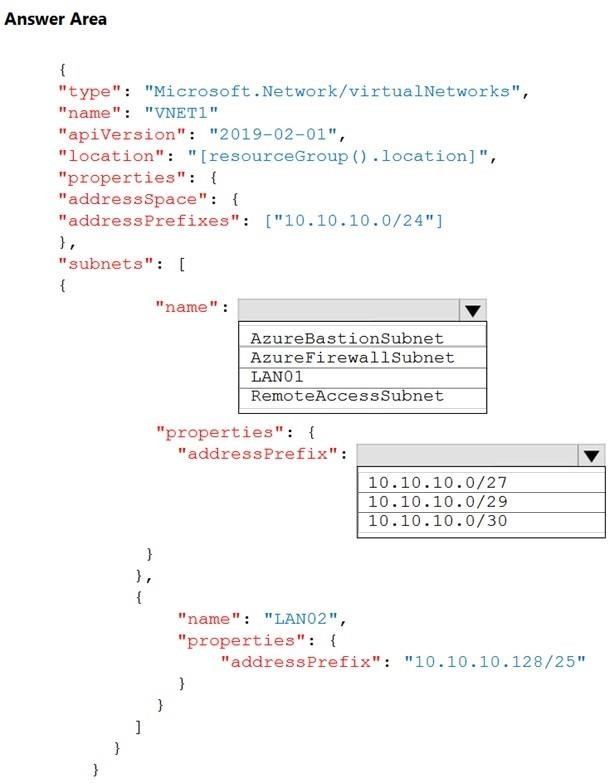 Answer Area
{
"type": "Microsoft.Network/virtualNetworks",
"name": "VNET1"
"apiVersion": "2019-02-01",
"location": "[resourceGroup().location]",
"properties": {
"addressSpace": {
"addressPrefixes": ["10.10.10.0/24"]
},
"subnets": [
{
"name":
AzureBastionSubnet
AzureFirewallSubnet
LAN01
RemoteAccessSubnet
"properties": {
"addressPrefix":
10.10.10.0/27
10.10.10.0/29
10.10.10.0/30
}
},
{
"name": "LAN02",
"properties": {
"addressPrefix": "10.10.10.128/25"
}
}
]
}
}